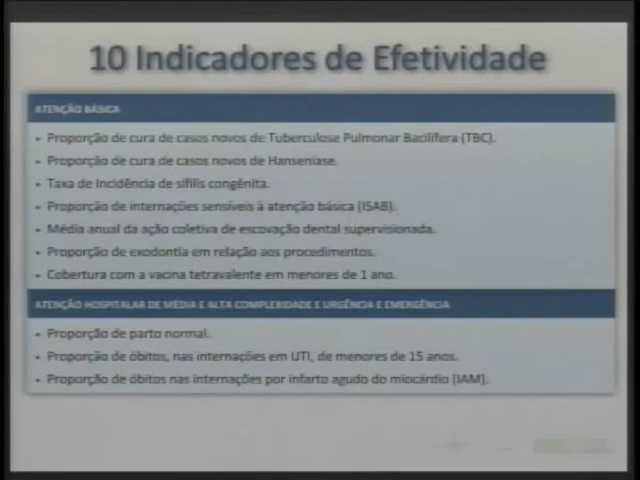 10 Indicadores de Efetividade
ATENÇÃO BÁSICA
• Proporção de cura de casos novos de Tuberculose Pulmonar Bacilífera (TBC).
• Proporção de cura de casos novos de Hanseníase.
• Taxa de Incidência de sífilis congênita.
• Proporção de internações sensíveis à atenção básica (ISAB).
• Média anual da ação coletiva de escovação dental supervisionada.
• Proporção de exodontia em relação aos procedimentos.
• Cobertura com a vacina tetravalente em menores de 1 ano.
ATENÇÃO HOSPITALAR DE MÉDIA E ALTA COMPLEXIDADE E URGÊNCIA E EMERGÊNCIA
• Proporção de parto normal.
• Proporção de óbitos, nas internações em UTI, de menores de 15 anos.
• Proporção de óbitos nas internações por infarto agudo do miocárdio (IAM).